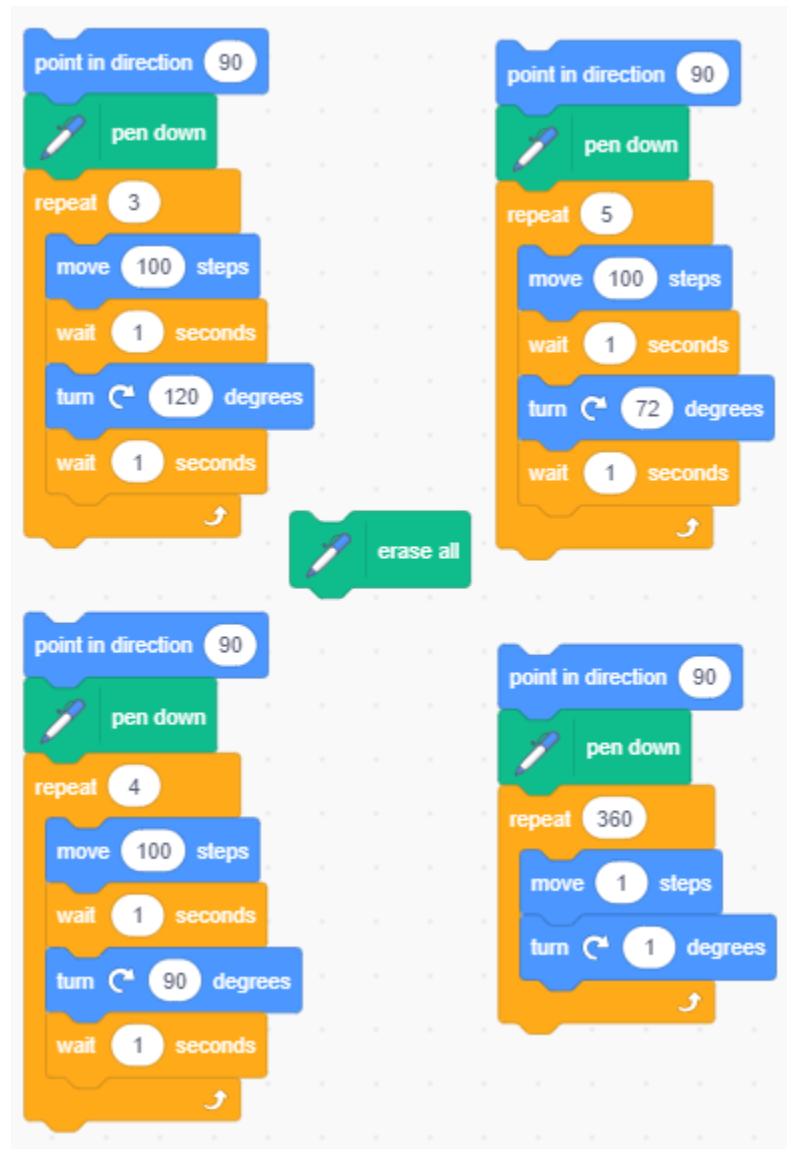 point in direction 90
pen down
repeat 3
move 100 steps
wait 1 seconds
turn 120 degrees
wait 1 seconds
point in direction 90
pen down
repeat 5
move 100 steps
wait 1 seconds
turn 72 degrees
wait 1 seconds
erase all
point in direction 90
pen down
repeat 4
move 100 steps
wait 1 seconds
turn 90 degrees
wait 1 seconds
point in direction 90
pen down
repeat 360
move 1 steps
turn 1 degrees